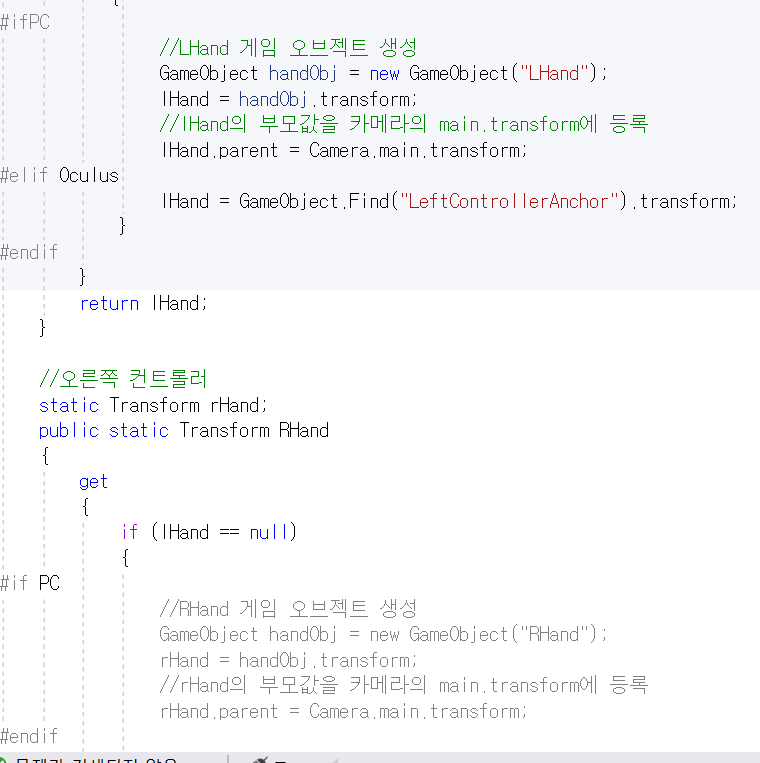 {
#ifPC
//LHand 게임 오브젝트 생성
GameObject handObj = new GameObject("LHand");
lHand = handObj.transform;
//lHand의 부모값을 카메라의 main.transform에 등록
lHand.parent = Camera.main.transform;
#elif Oculus
lHand = GameObject.Find("LeftControllerAnchor").transform;
}
#endif
}
return lHand;
}
//오른쪽 컨트롤러
static Transform rHand;
public static Transform RHand
{
get
{
if (lHand == null)
{
#if PC
//RHand 게임 오브젝트 생성
GameObject handObj = new GameObject("RHand");
rHand = handObj.transform;
//rHand의 부모값을 카메라의 main.transform에 등록
rHand.parent = Camera.main.transform;
#endif